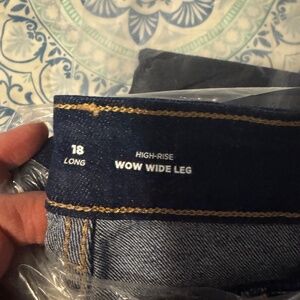 18
LONG
HIGH-RISE
WOW WIDE LEG